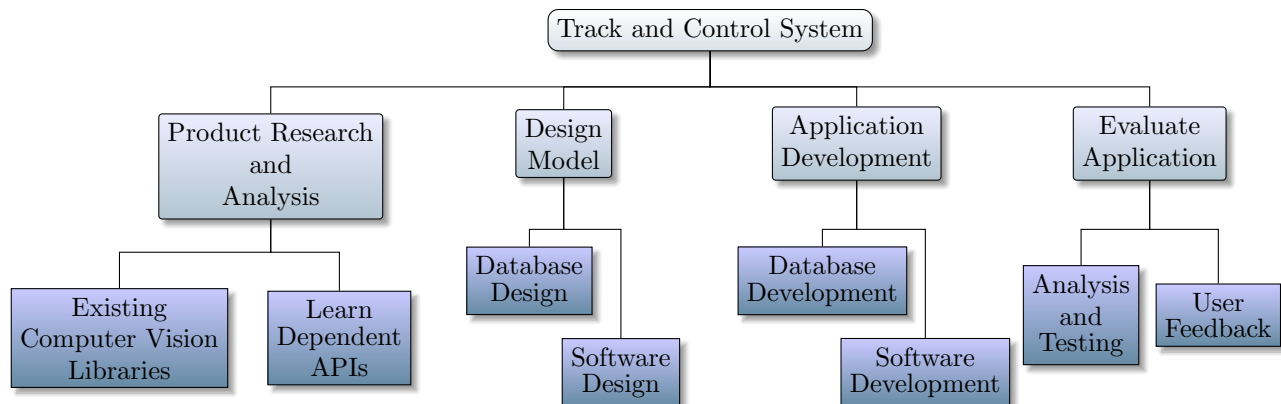 Track and Control System
Product Research
and
Analysis
Design
Model
Application
Development
Evaluate
Application
Existing
Computer Vision
Libraries
Learn
Dependent
APIs
Database
Design
Software
Design
Database
Development
Software
Development
Analysis
and
Testing
User
Feedback